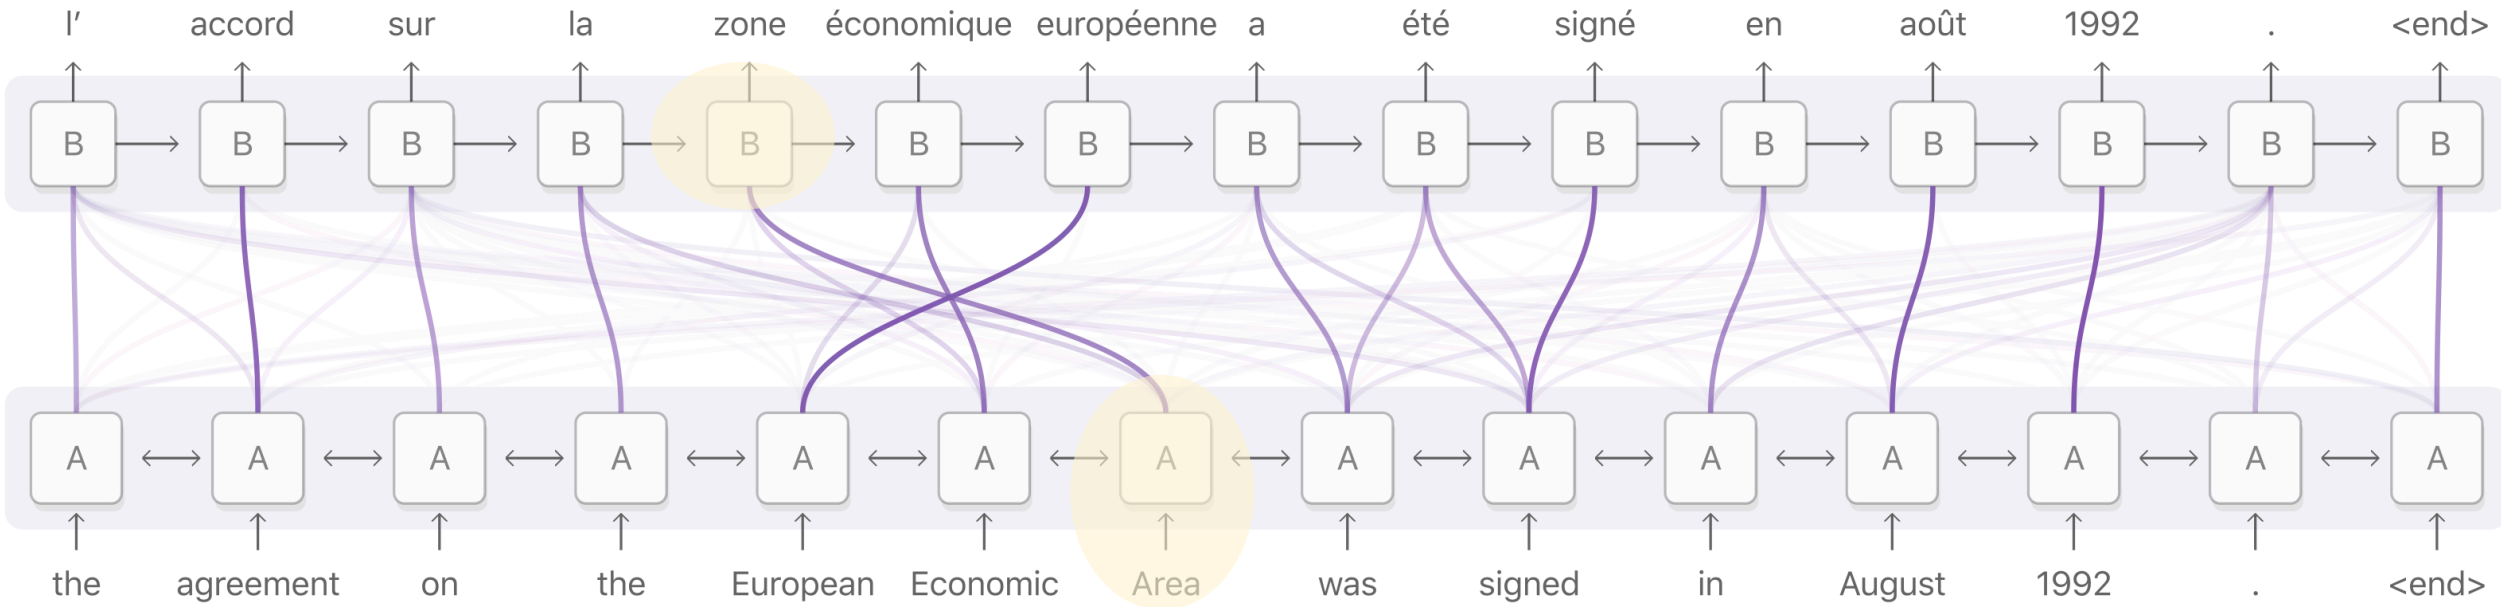 l’ accord sur la zone économique européenne a été signé en août 1992 . <end>
B B B B B B B B B B B B B B B
A A A A A A A A A A A A A A
the agreement on the European Economic Area was signed in August 1992 . <end>